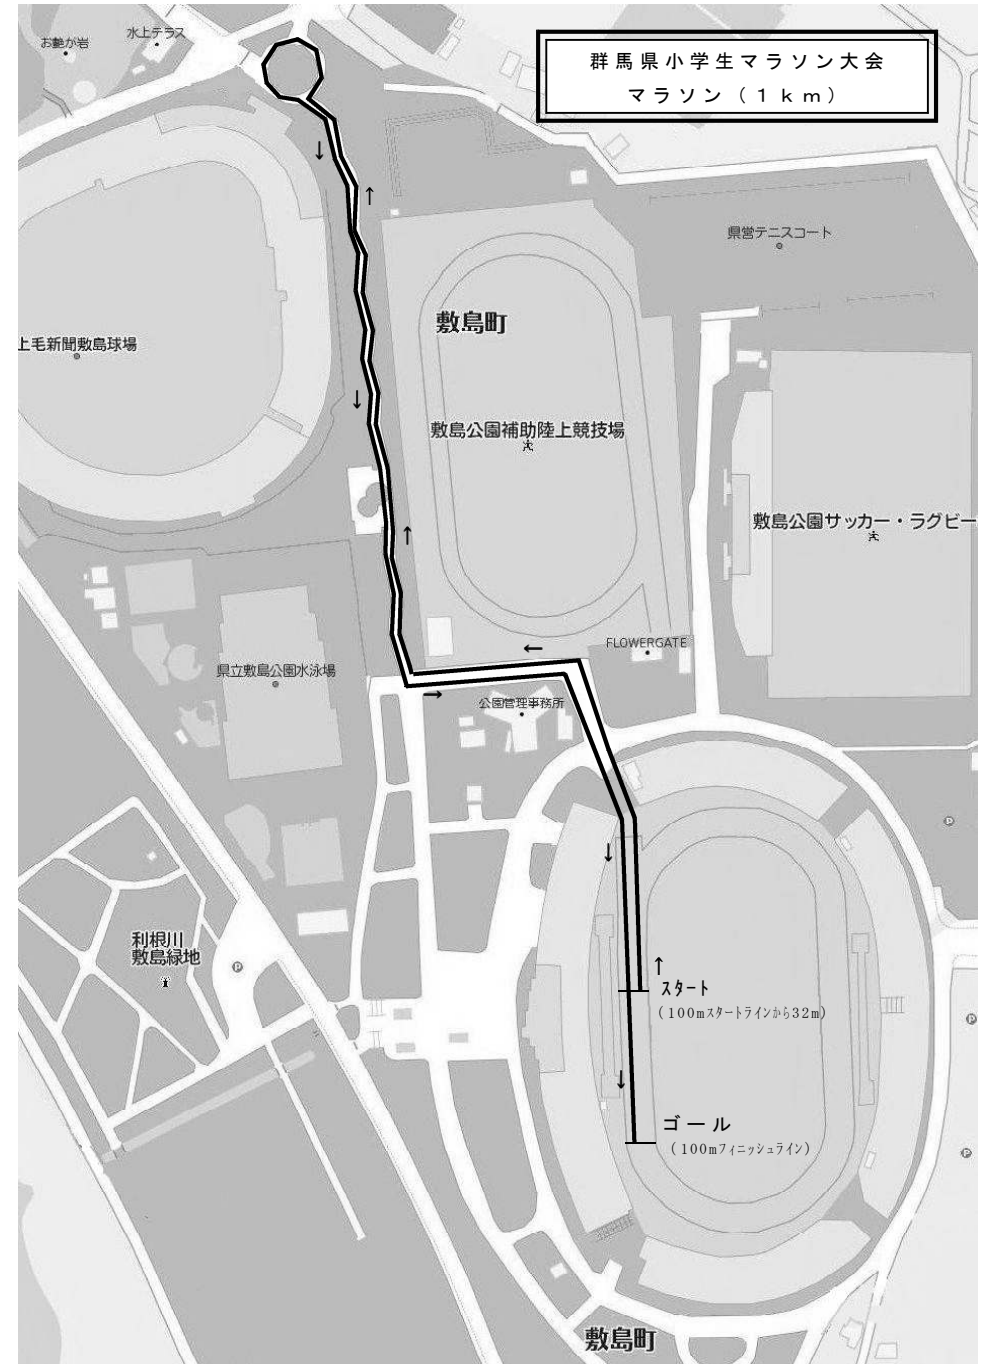 群馬県小学生マラソン大会
マラソン（１ｋｍ）
お艶が岩
水上テラス
県営テニスコート
敷島町
上毛新聞敷島球場
敷島公園補助陸上競技場
敷島公園サッカー・ラグビー
FLOWERGATE
県立敷島公園水泳場
公園管理事務所
利根川
敷島緑地
スタート
（100mスタートラインから32m）
ゴール
（100mフィニッシュライン）
敷島町
P
P
P
P